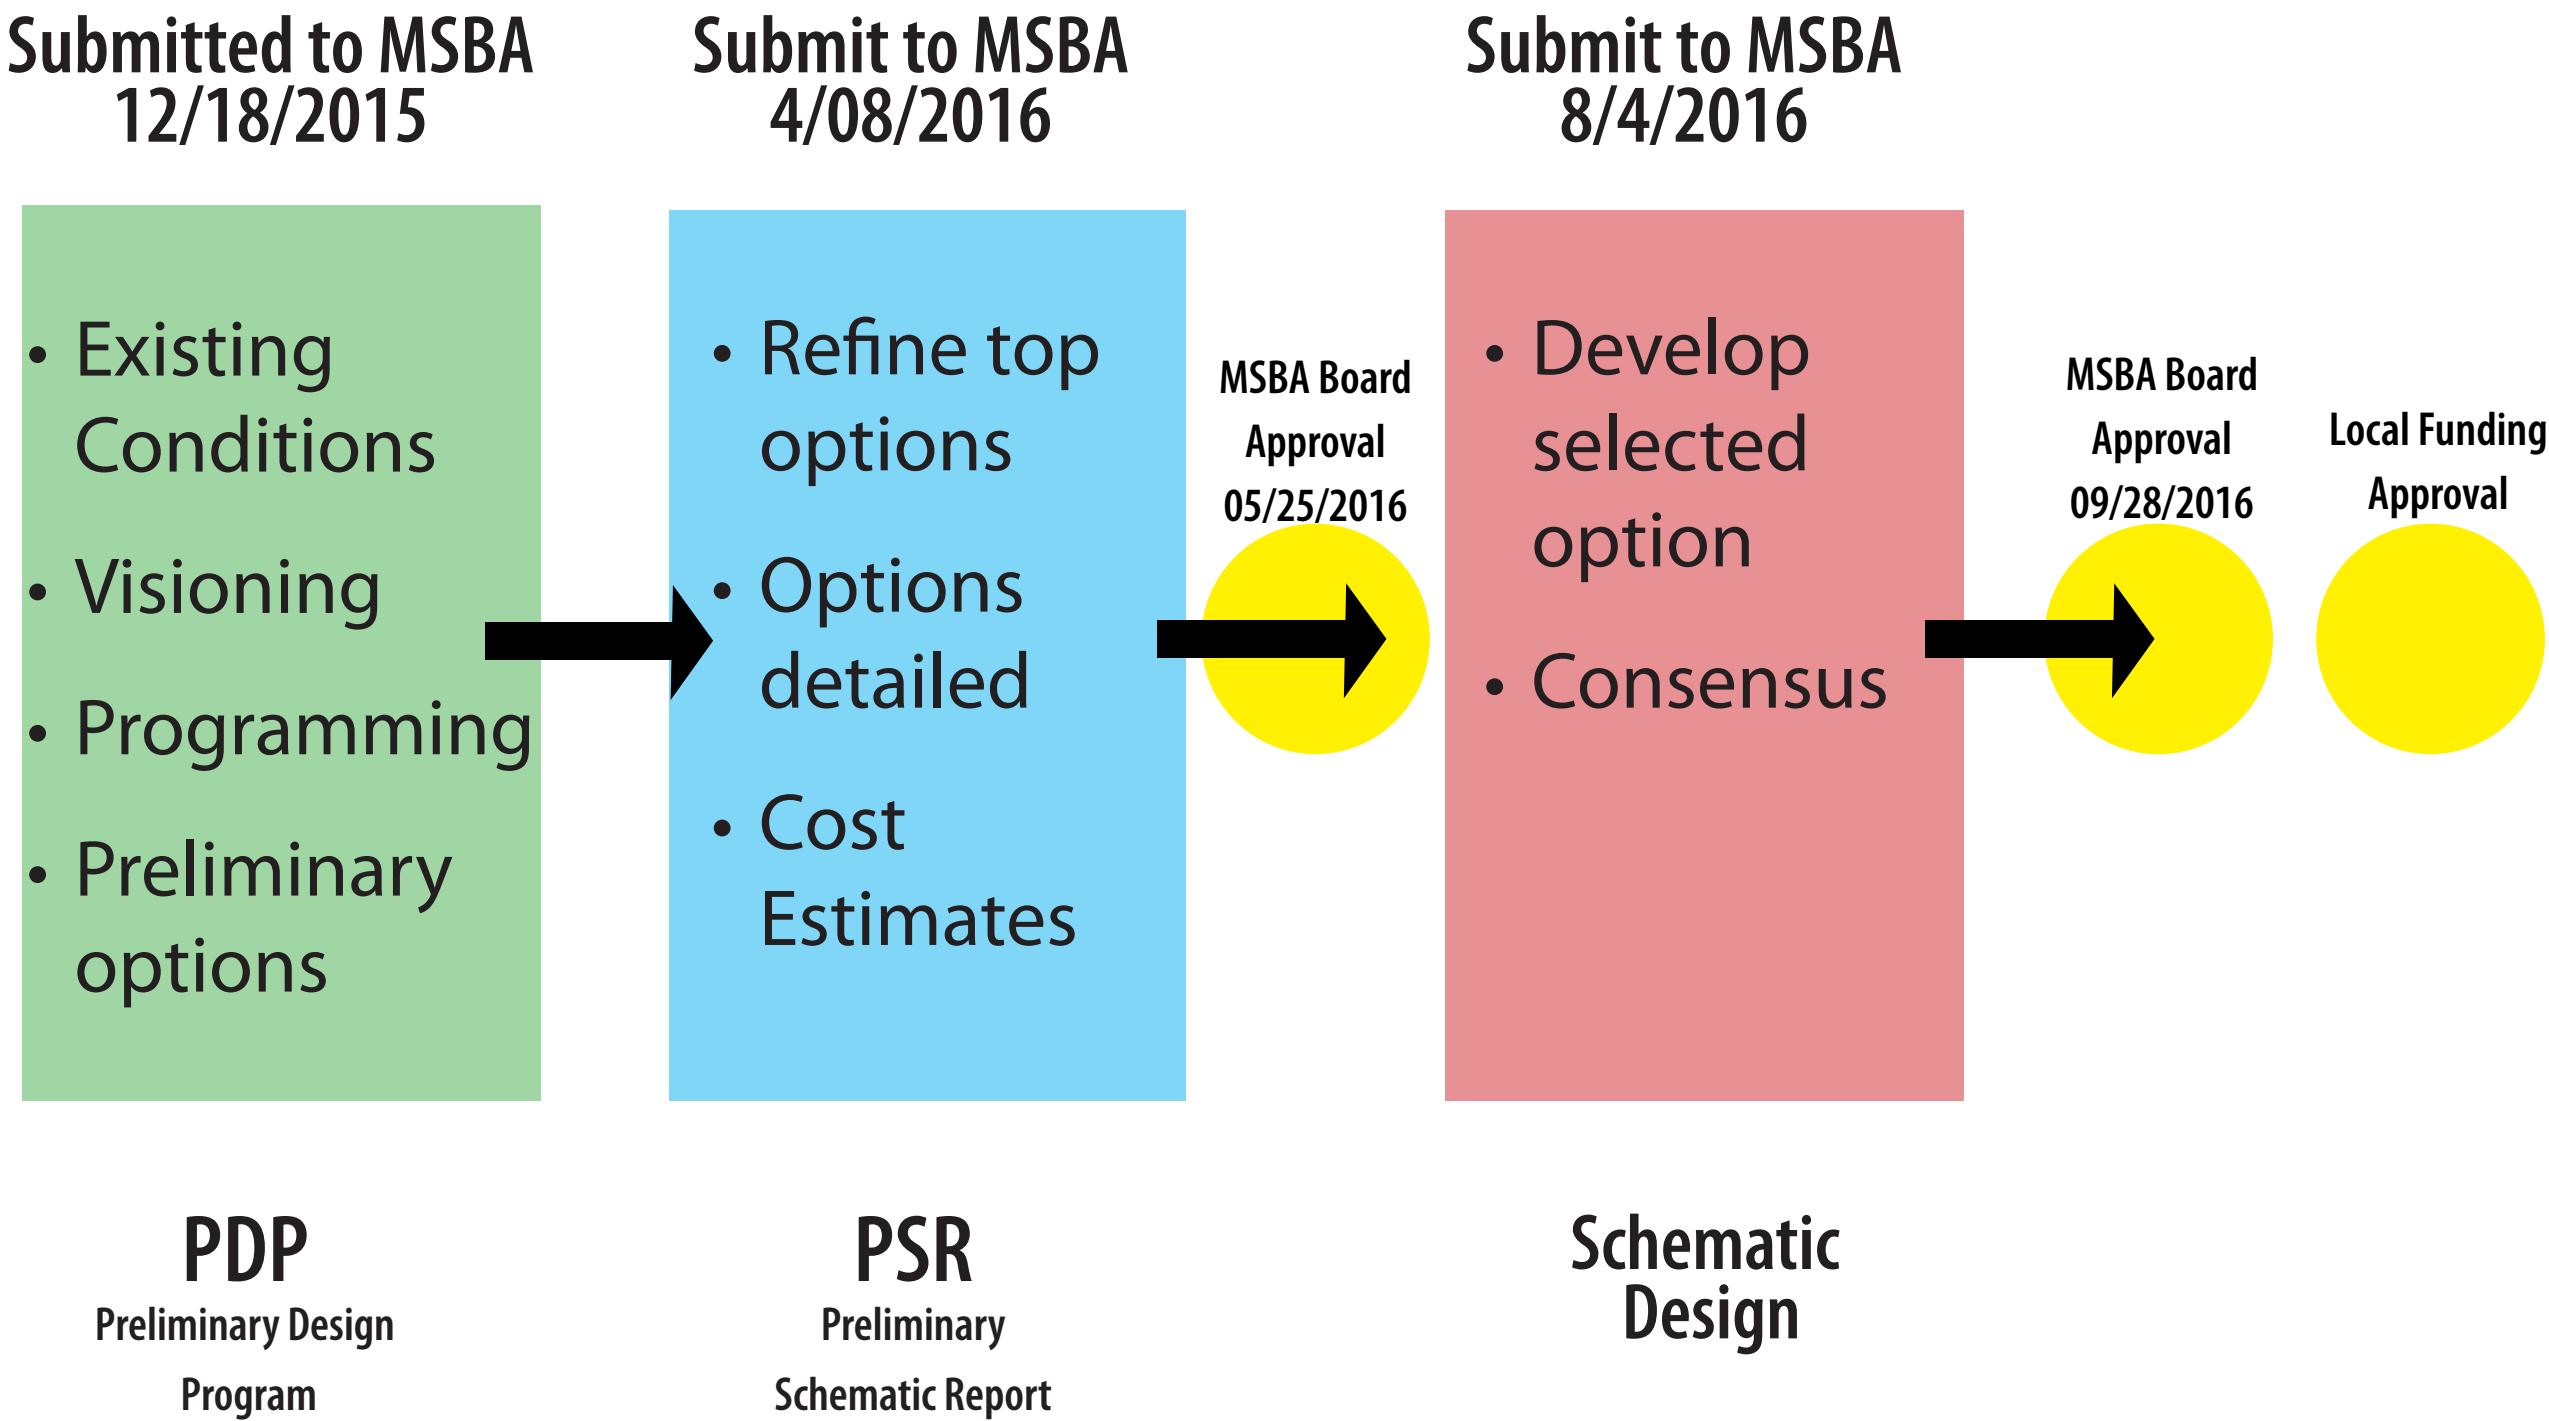 Submitted to MSBA
12/18/2015
• Existing
Conditions
• Visioning
• Programming
• Preliminary
options
PDP
Preliminary Design
Program
Submit to MSBA
4/08/2016
• Refine top
options
• Options
detailed
• Cost
Estimates
PSR
Preliminary
Schematic Report
MSBA Board
Approval
05/25/2016
Submit to MSBA
8/4/2016
• Develop
selected
option
• Consensus
Schematic
Design
MSBA Board
Approval
09/28/2016
Local Funding
Approval